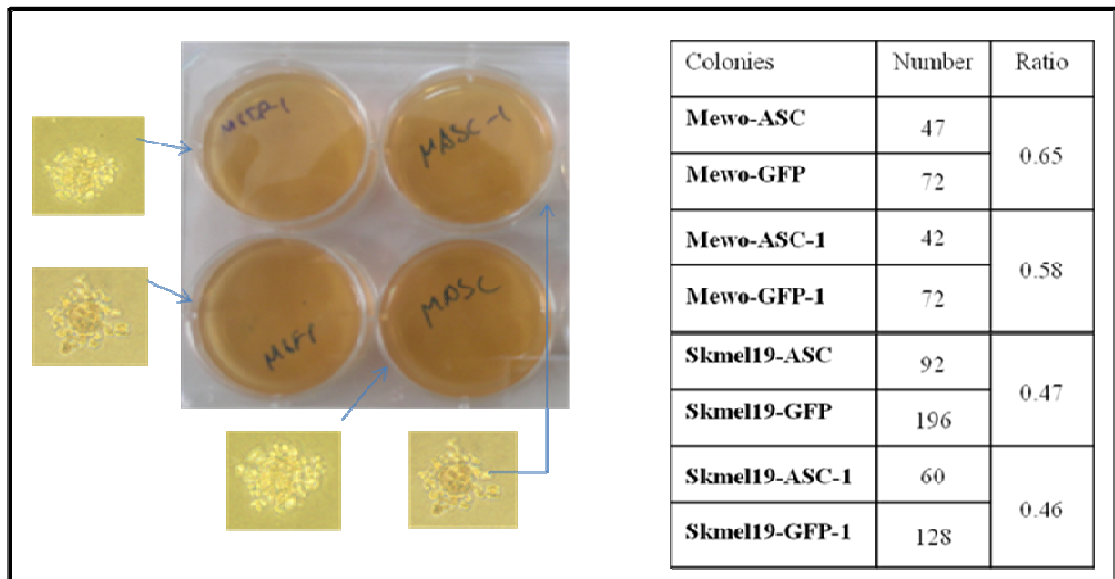 MGFP-1
MASC-1
MGFP
MASC
Colonies Number Ratio
Mewo-ASC 47
0.65
Mewo-GFP 72
Mewo-ASC-1 42
0.58
Mewo-GFP-1 72
Skmel19-ASC 92
0.47
Skmel19-GFP 196
Skmel19-ASC-1 60
0.46
Skmel19-GFP-1 128